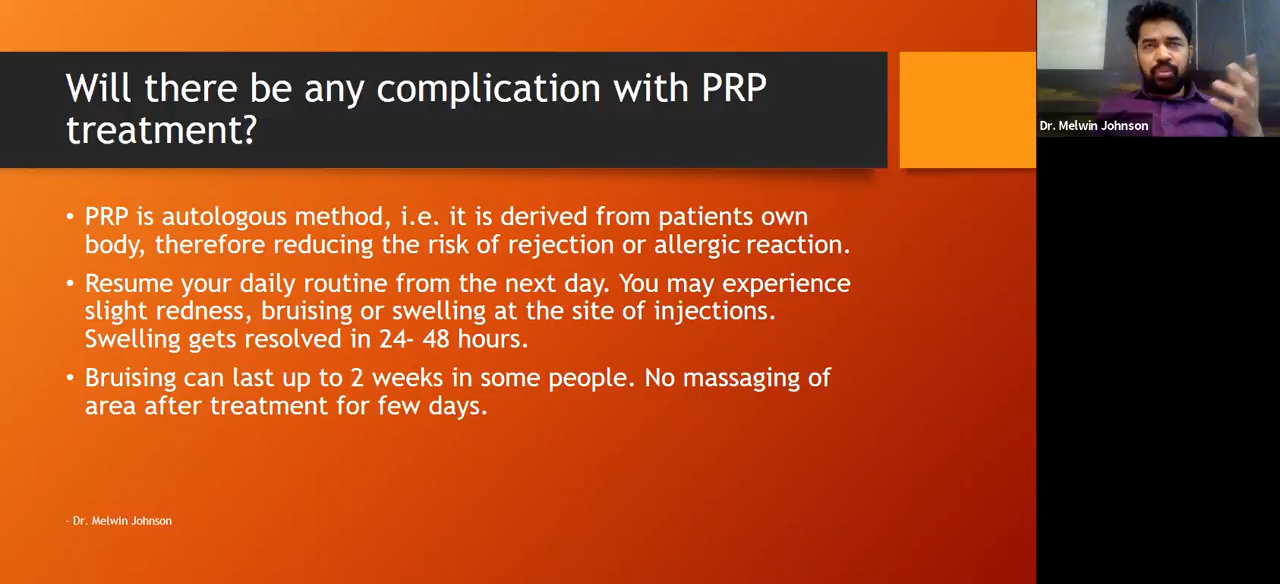 Will there be any complication with PRP
treatment?
• PRP is autologous method, i.e. it is derived from patients own
body, therefore reducing the risk of rejection or allergic reaction.
• Resume your daily routine from the next day. You may experience
slight redness, bruising or swelling at the site of injections.
Swelling gets resolved in 24- 48 hours.
• Bruising can last up to 2 weeks in some people. No massaging of
area after treatment for few days.
- Dr. Melwin Johnson
Dr. Melwin Johnson